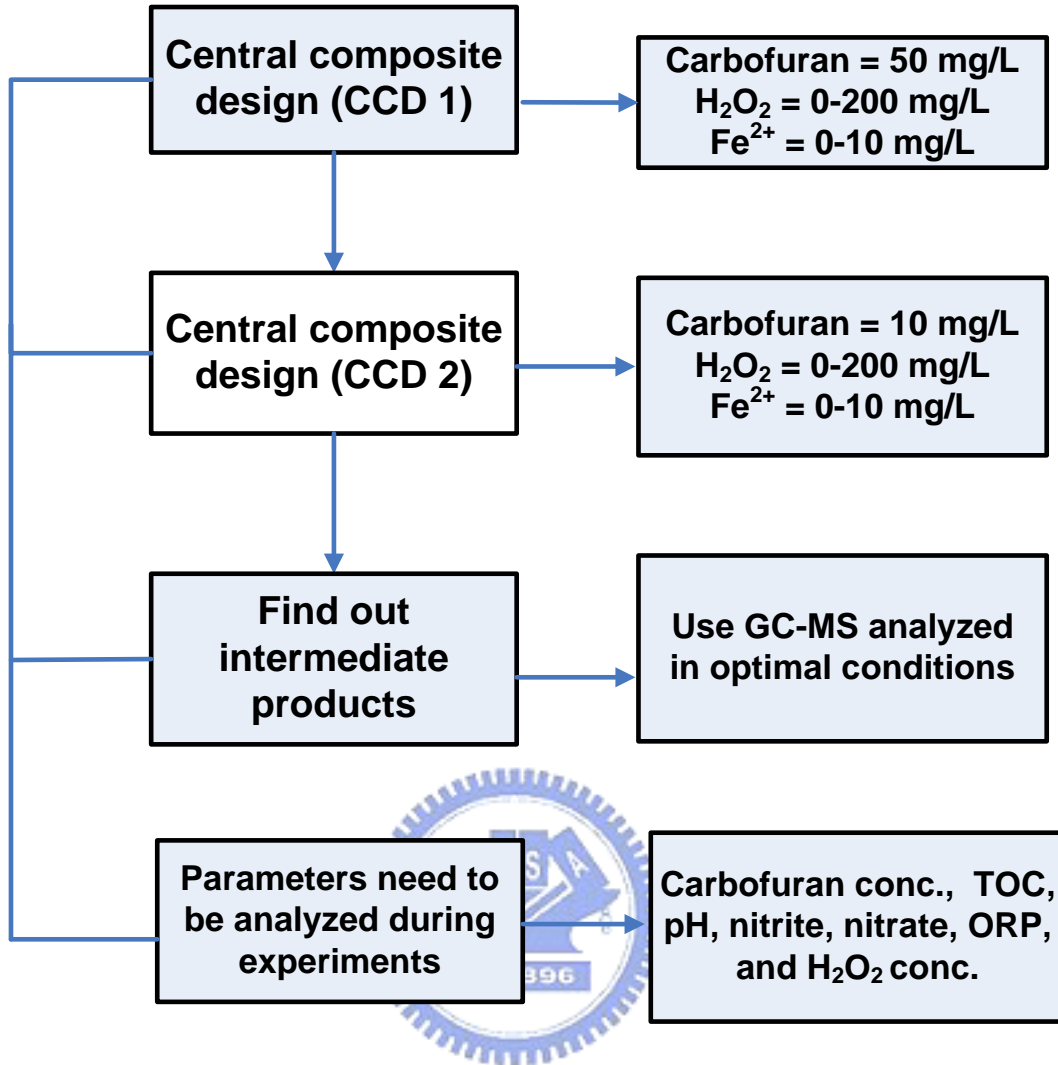 Central composite
design (CCD 1)
Carbofuran = 50 mg/L
H₂O₂ = 0-200 mg/L
Fe²⁺ = 0-10 mg/L
Central composite
design (CCD 2)
Carbofuran = 10 mg/L
H₂O₂ = 0-200 mg/L
Fe²⁺ = 0-10 mg/L
Find out
intermediate
products
Use GC-MS analyzed
in optimal conditions
Parameters need to
be analyzed during
experiments
Carbofuran conc., TOC,
pH, nitrite, nitrate, ORP,
and H₂O₂ conc.
S A
896